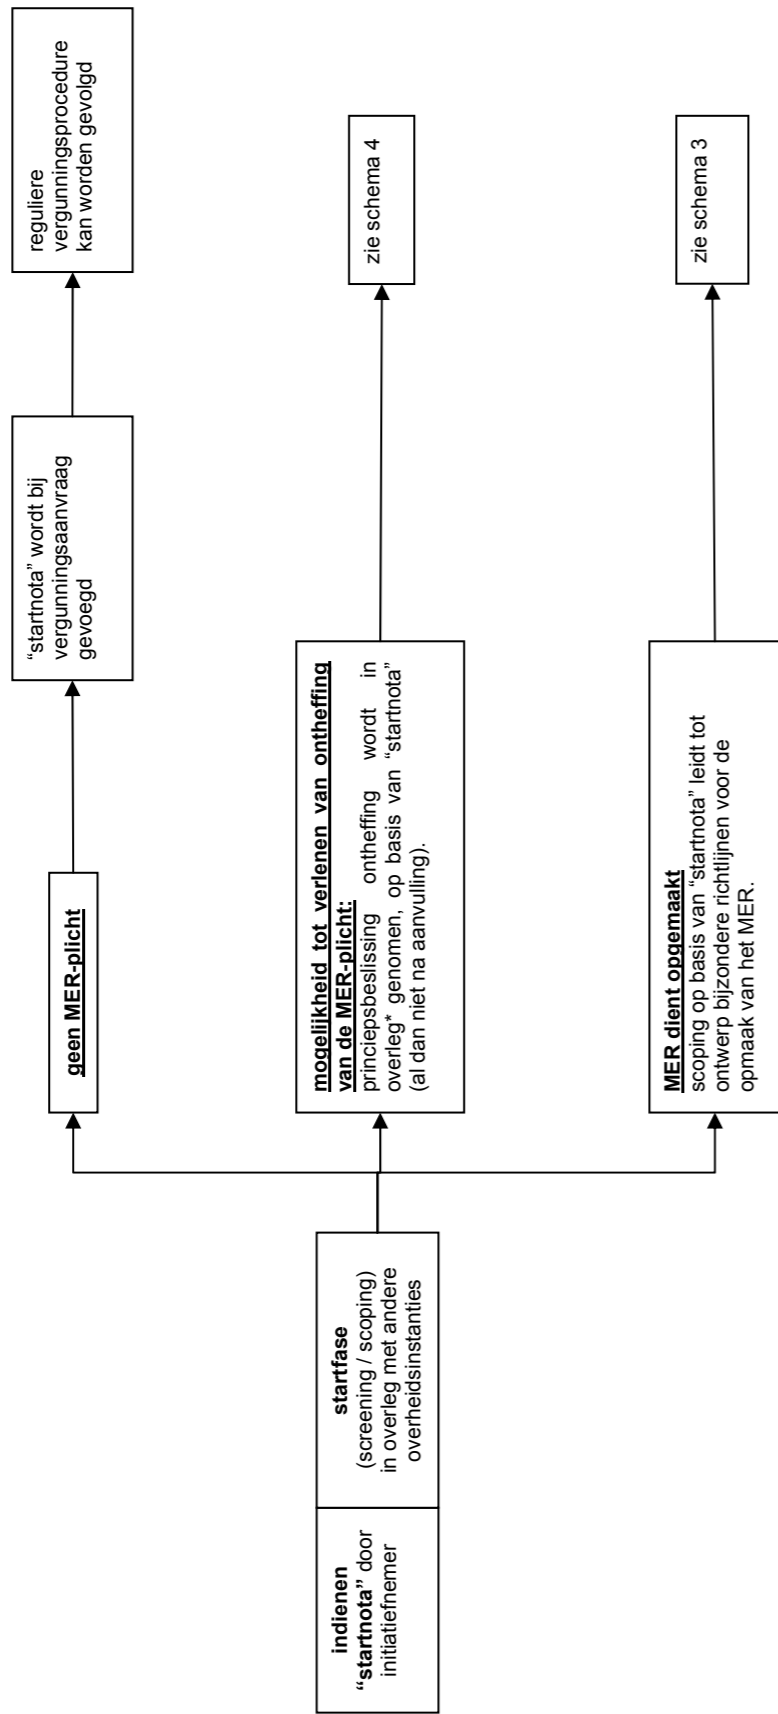 indienen
“startnota” door
initiatiefnemer
startfase
(screening / scoping)
in overleg met andere
overheidsinstanties
geen MER-plicht
“startnota” wordt bij
vergunningsaanvraag
gevoegd
reguliere
vergunningsprocedure
kan worden gevolgd
mogelijkheid tot verlenen van ontheffing
van de MER-plicht:
principesbeslissing ontheffing wordt in
overleg* genomen, op basis van “startnota”
(al dan niet na aanvulling).
zie schema 4
MER dient opgemaakt
scoping op basis van “startnota” leidt tot
ontwerp bijzondere richtlijnen voor de
opmaak van het MER.
zie schema 3